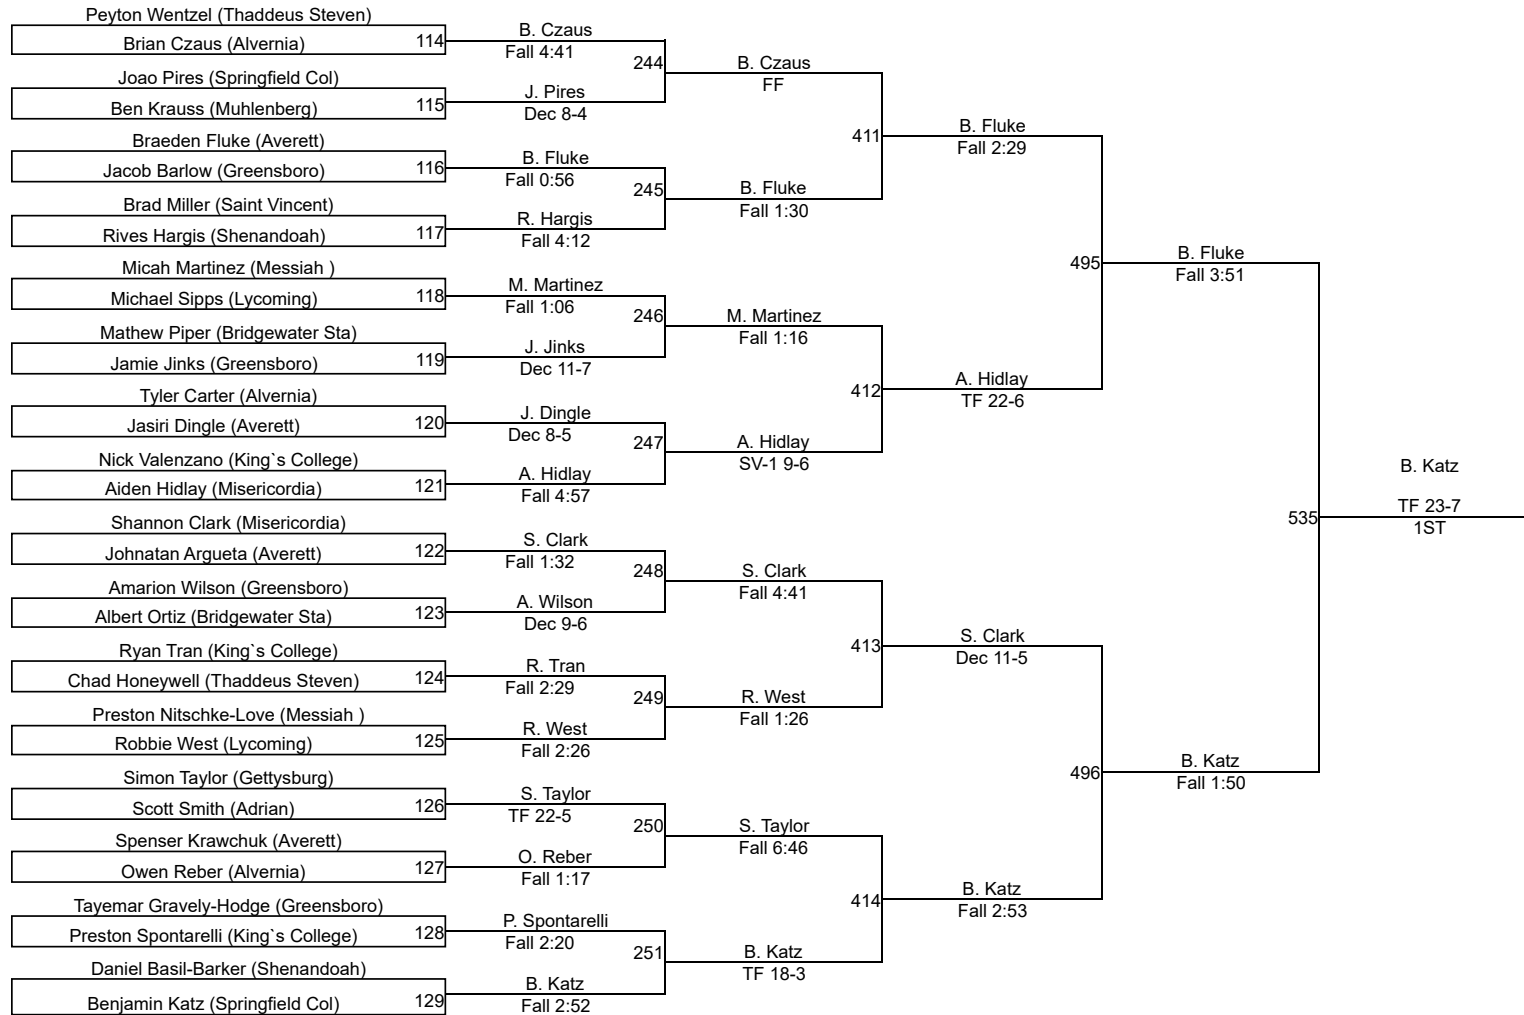 Peyton Wentzel (Thaddeus Steven)
Brian Czaus (Alvernia)
114
Joao Pires (Springfield Col)
Ben Krauss (Muhlenberg)
115
Braeden Fluke (Averett)
Jacob Barlow (Greensboro)
116
Brad Miller (Saint Vincent)
Rives Hargis (Shenandoah)
117
Micah Martinez (Messiah )
Michael Sipps (Lycoming)
118
Mathew Piper (Bridgewater Sta)
Jamie Jinks (Greensboro)
119
Tyler Carter (Alvernia)
Jasiri Dingle (Averett)
120
Nick Valenzano (King`s College)
Aiden Hidlay (Misericordia)
121
Shannon Clark (Misericordia)
Johnatan Argueta (Averett)
122
Amarion Wilson (Greensboro)
Albert Ortiz (Bridgewater Sta)
123
Ryan Tran (King`s College)
Chad Honeywell (Thaddeus Steven)
124
Preston Nitschke-Love (Messiah )
Robbie West (Lycoming)
125
Simon Taylor (Gettysburg)
Scott Smith (Adrian)
126
Spenser Krawchuk (Averett)
Owen Reber (Alvernia)
127
Tayemar Gravely-Hodge (Greensboro)
Preston Spontarelli (King`s College)
128
Daniel Basil-Barker (Shenandoah)
Benjamin Katz (Springfield Col)
129
B. Czaus
Fall 4:41
244
J. Pires
Dec 8-4
B. Fluke
Fall 0:56
245
R. Hargis
Fall 4:12
M. Martinez
Fall 1:06
246
J. Jinks
Dec 11-7
J. Dingle
Dec 8-5
247
A. Hidlay
Fall 4:57
S. Clark
Fall 1:32
248
A. Wilson
Dec 9-6
R. Tran
Fall 2:29
249
R. West
Fall 2:26
S. Taylor
TF 22-5
250
O. Reber
Fall 1:17
P. Spontarelli
Fall 2:20
251
B. Katz
Fall 2:52
B. Czaus
FF
411
B. Fluke
Fall 1:30
M. Martinez
Fall 1:16
412
A. Hidlay
SV-1 9-6
S. Clark
Fall 4:41
413
R. West
Fall 1:26
S. Taylor
Fall 6:46
414
B. Katz
TF 18-3
B. Fluke
Fall 2:29
495
A. Hidlay
TF 22-6
S. Clark
Dec 11-5
496
B. Katz
Fall 2:53
B. Fluke
Fall 3:51
535
B. Katz
Fall 1:50
B. Katz
TF 23-7
1ST